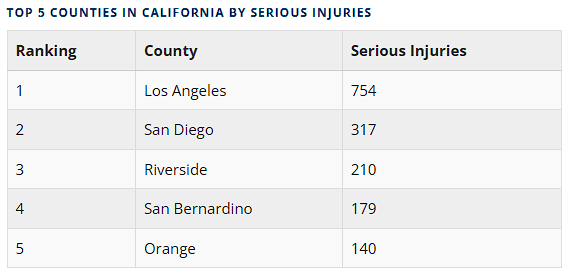 TOP 5 COUNTIES IN CALIFORNIA BY SERIOUS INJURIES
Ranking County Serious Injuries
1 Los Angeles 754
2 San Diego 317
3 Riverside 210
4 San Bernardino 179
5 Orange 140